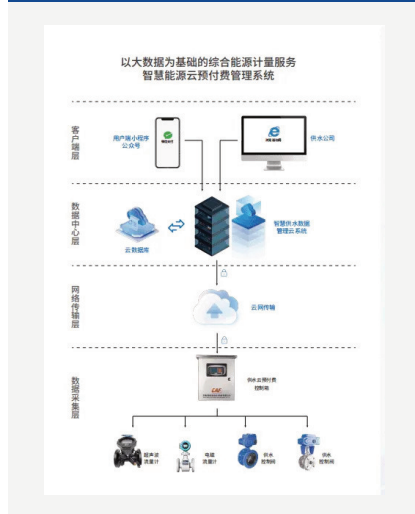 以大数据为基础的综合能源计量服务
智慧能源云预付费管理系统
客户端层
用户端小程序
公众号
供水公司
数据中心层
云数据库
智慧供水数据
管理云系统
网络传输层
云网传输
数据采集层
供水云预付费
控制箱
超声波
流量计
电磁
流量计
供水
控制阀
供水
控制阀